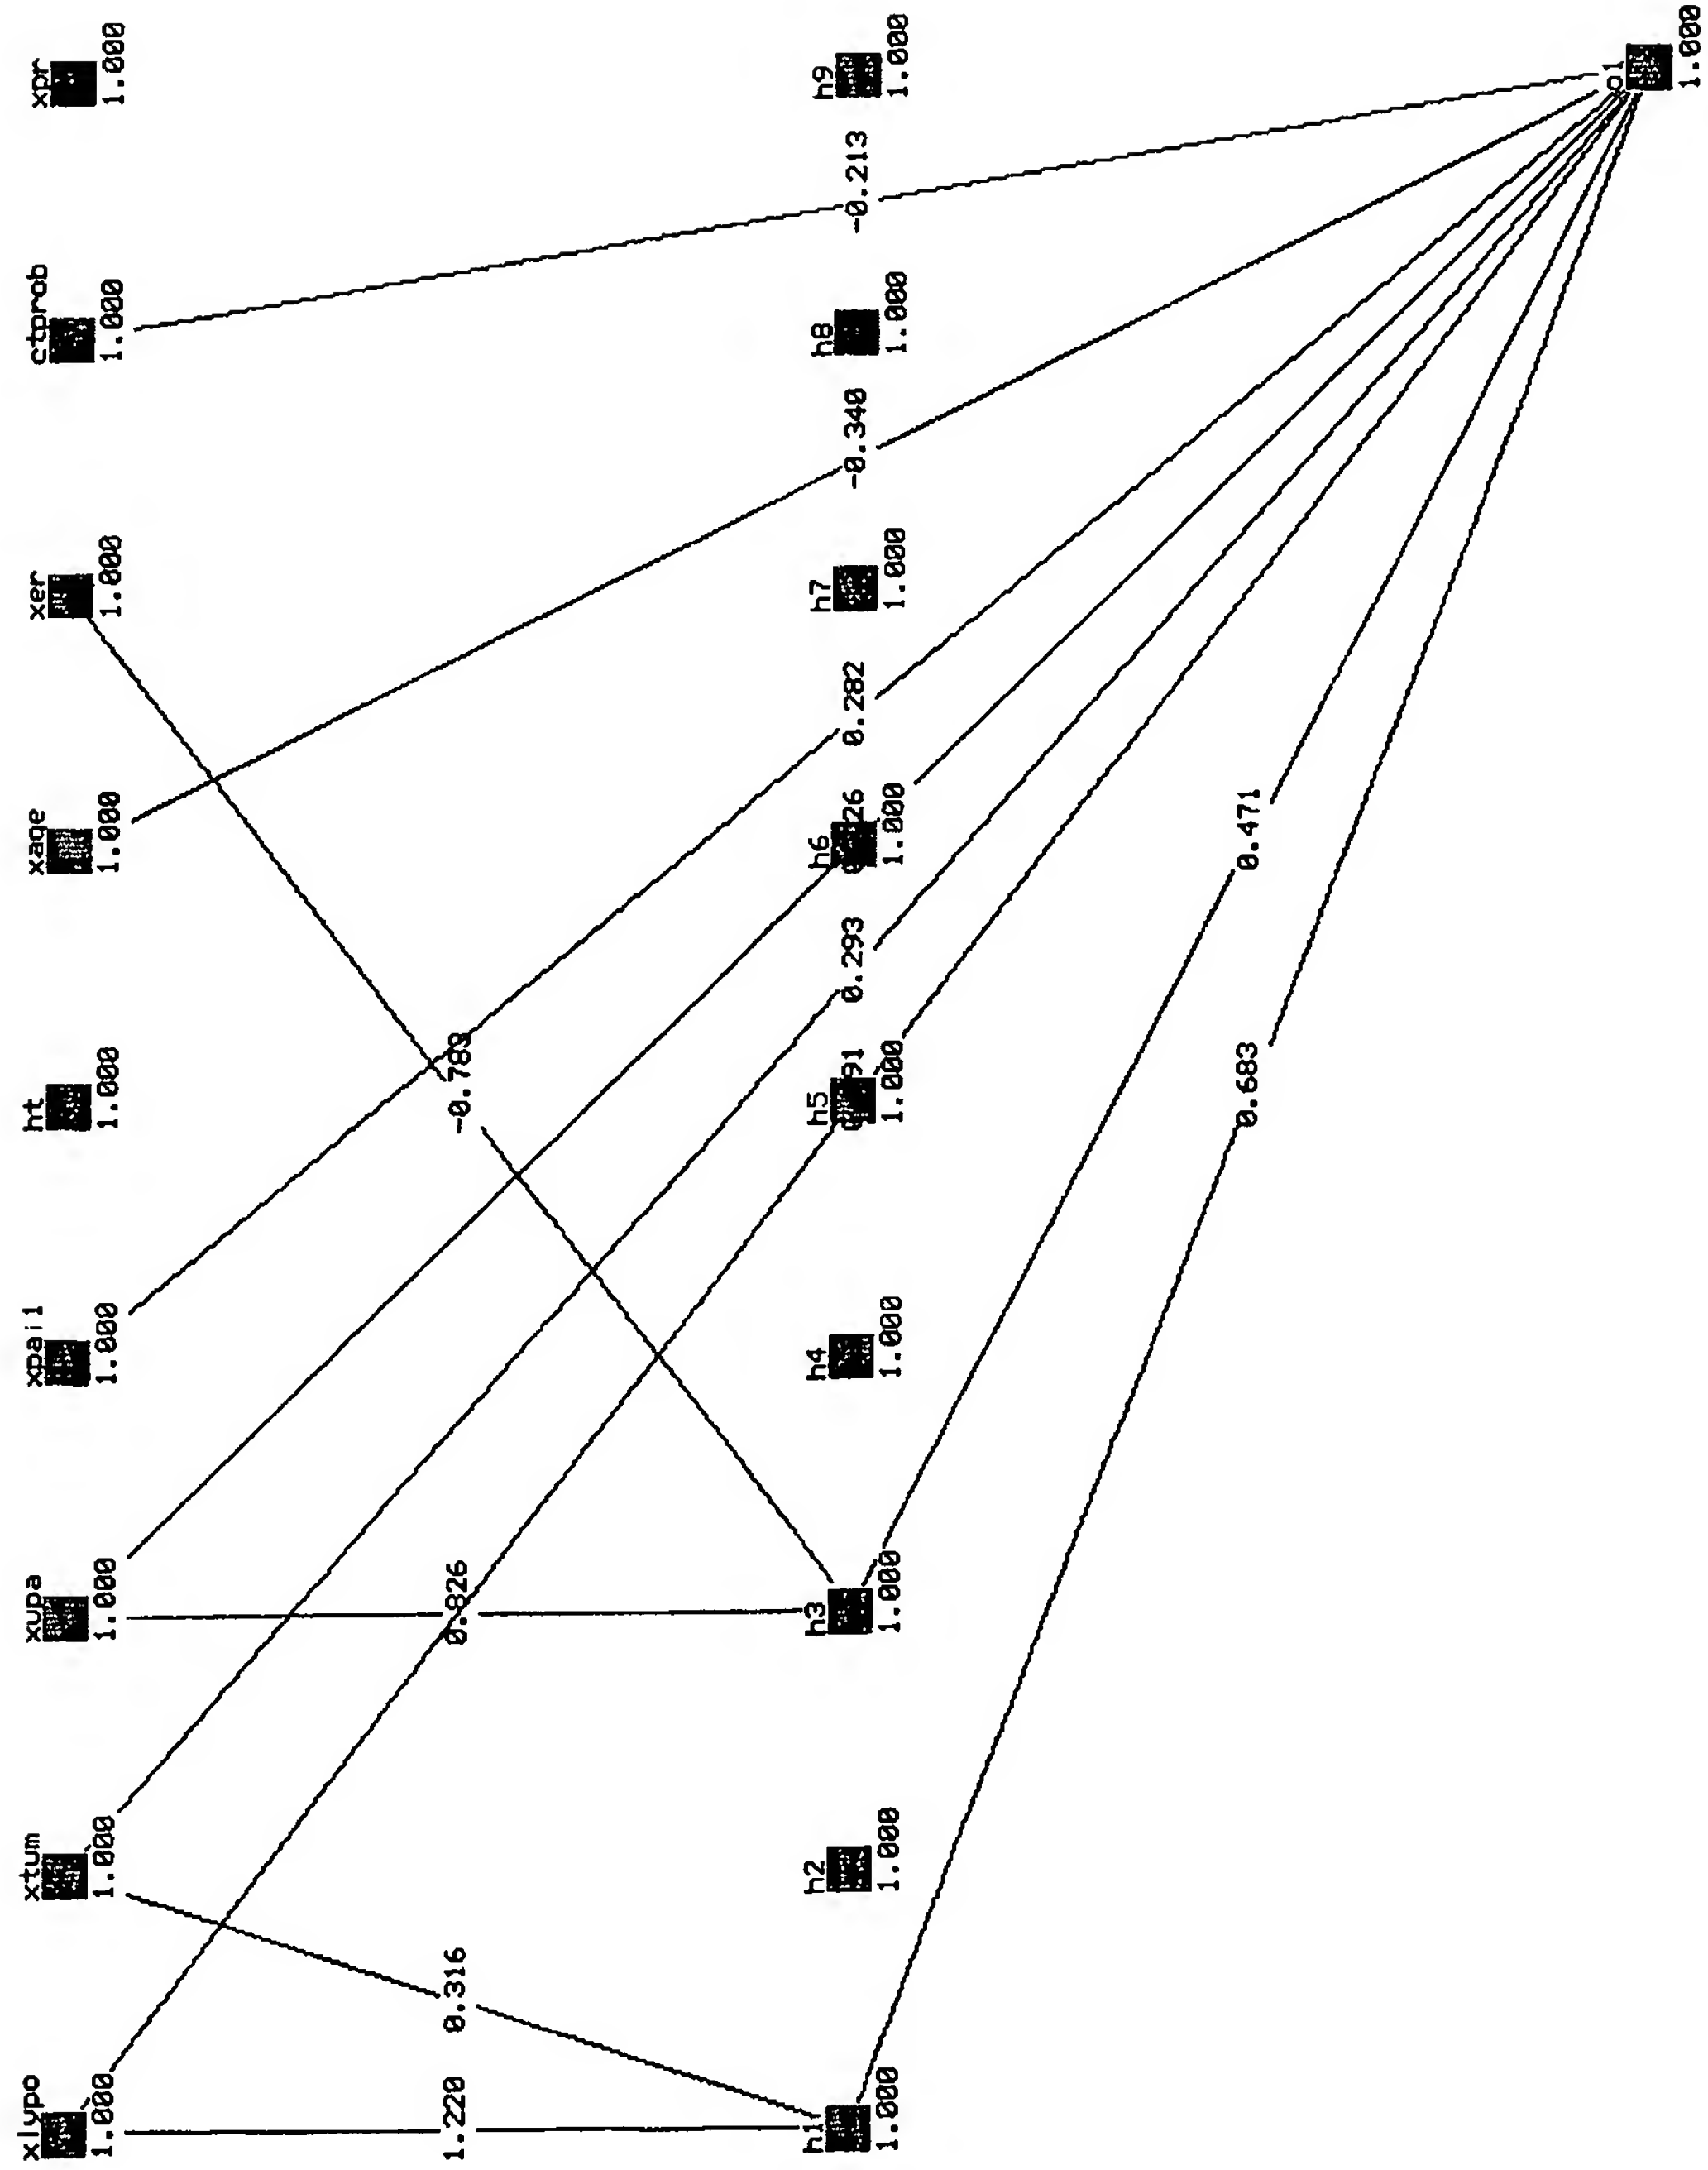 xlypo xtum xupa xpai1 ht xage xer ctprob xpr
1.000 1.000 1.000 1.000 1.000 1.000 1.000 1.000 1.000
1.220 0.316 0.826 -0.783
h1 h2 h3 h4 h5 h6 h7 h8 h9
0.293 0.282 -0.340 -0.213
1.000 1.000 1.000 1.000 1.000 1.000 1.000 1.000 1.000
0.683 0.471
o1
1.000